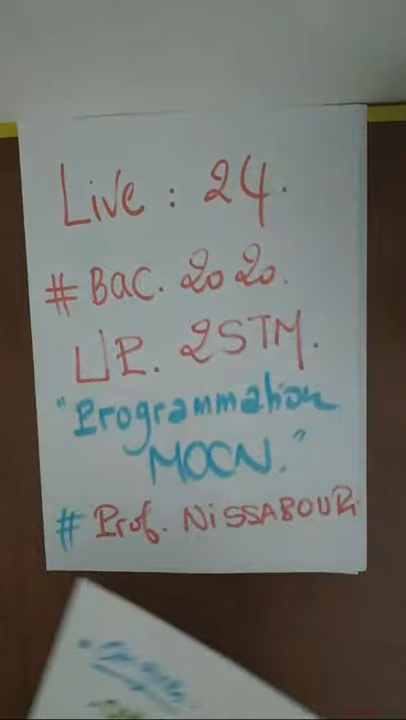 Live : 24.
# BAC. 2020.
UP. 2STM.
"Programmation
MOCN."
# Prof. NiSSABOURi